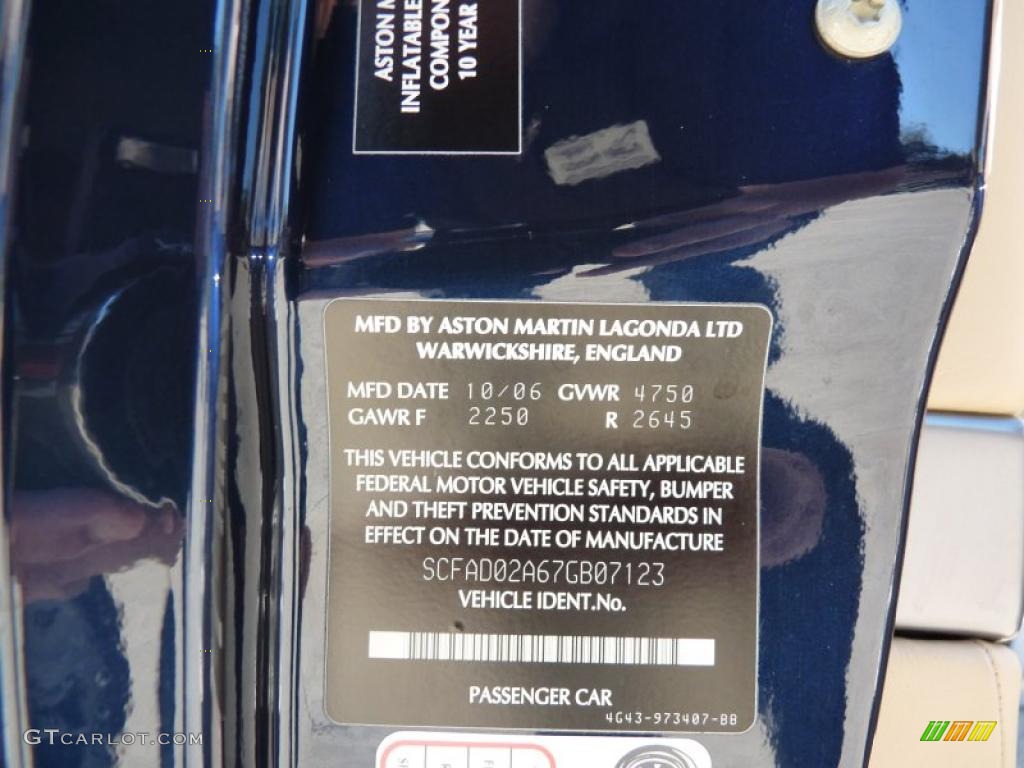 ASTON M
INFLATABLE
COMPON
10 YEAR
MFD BY ASTON MARTIN LAGONDA LTD
WARWICKSHIRE, ENGLAND
MFD DATE 10/06 GVWR 4750
GAWR F 2250 R 2645
THIS VEHICLE CONFORMS TO ALL APPLICABLE
FEDERAL MOTOR VEHICLE SAFETY, BUMPER
AND THEFT PREVENTION STANDARDS IN
EFFECT ON THE DATE OF MANUFACTURE
SCFAD02A67GB07123
VEHICLE IDENT.No.
PASSENGER CAR
4G43-973407-BB
GTCARLOT.COM